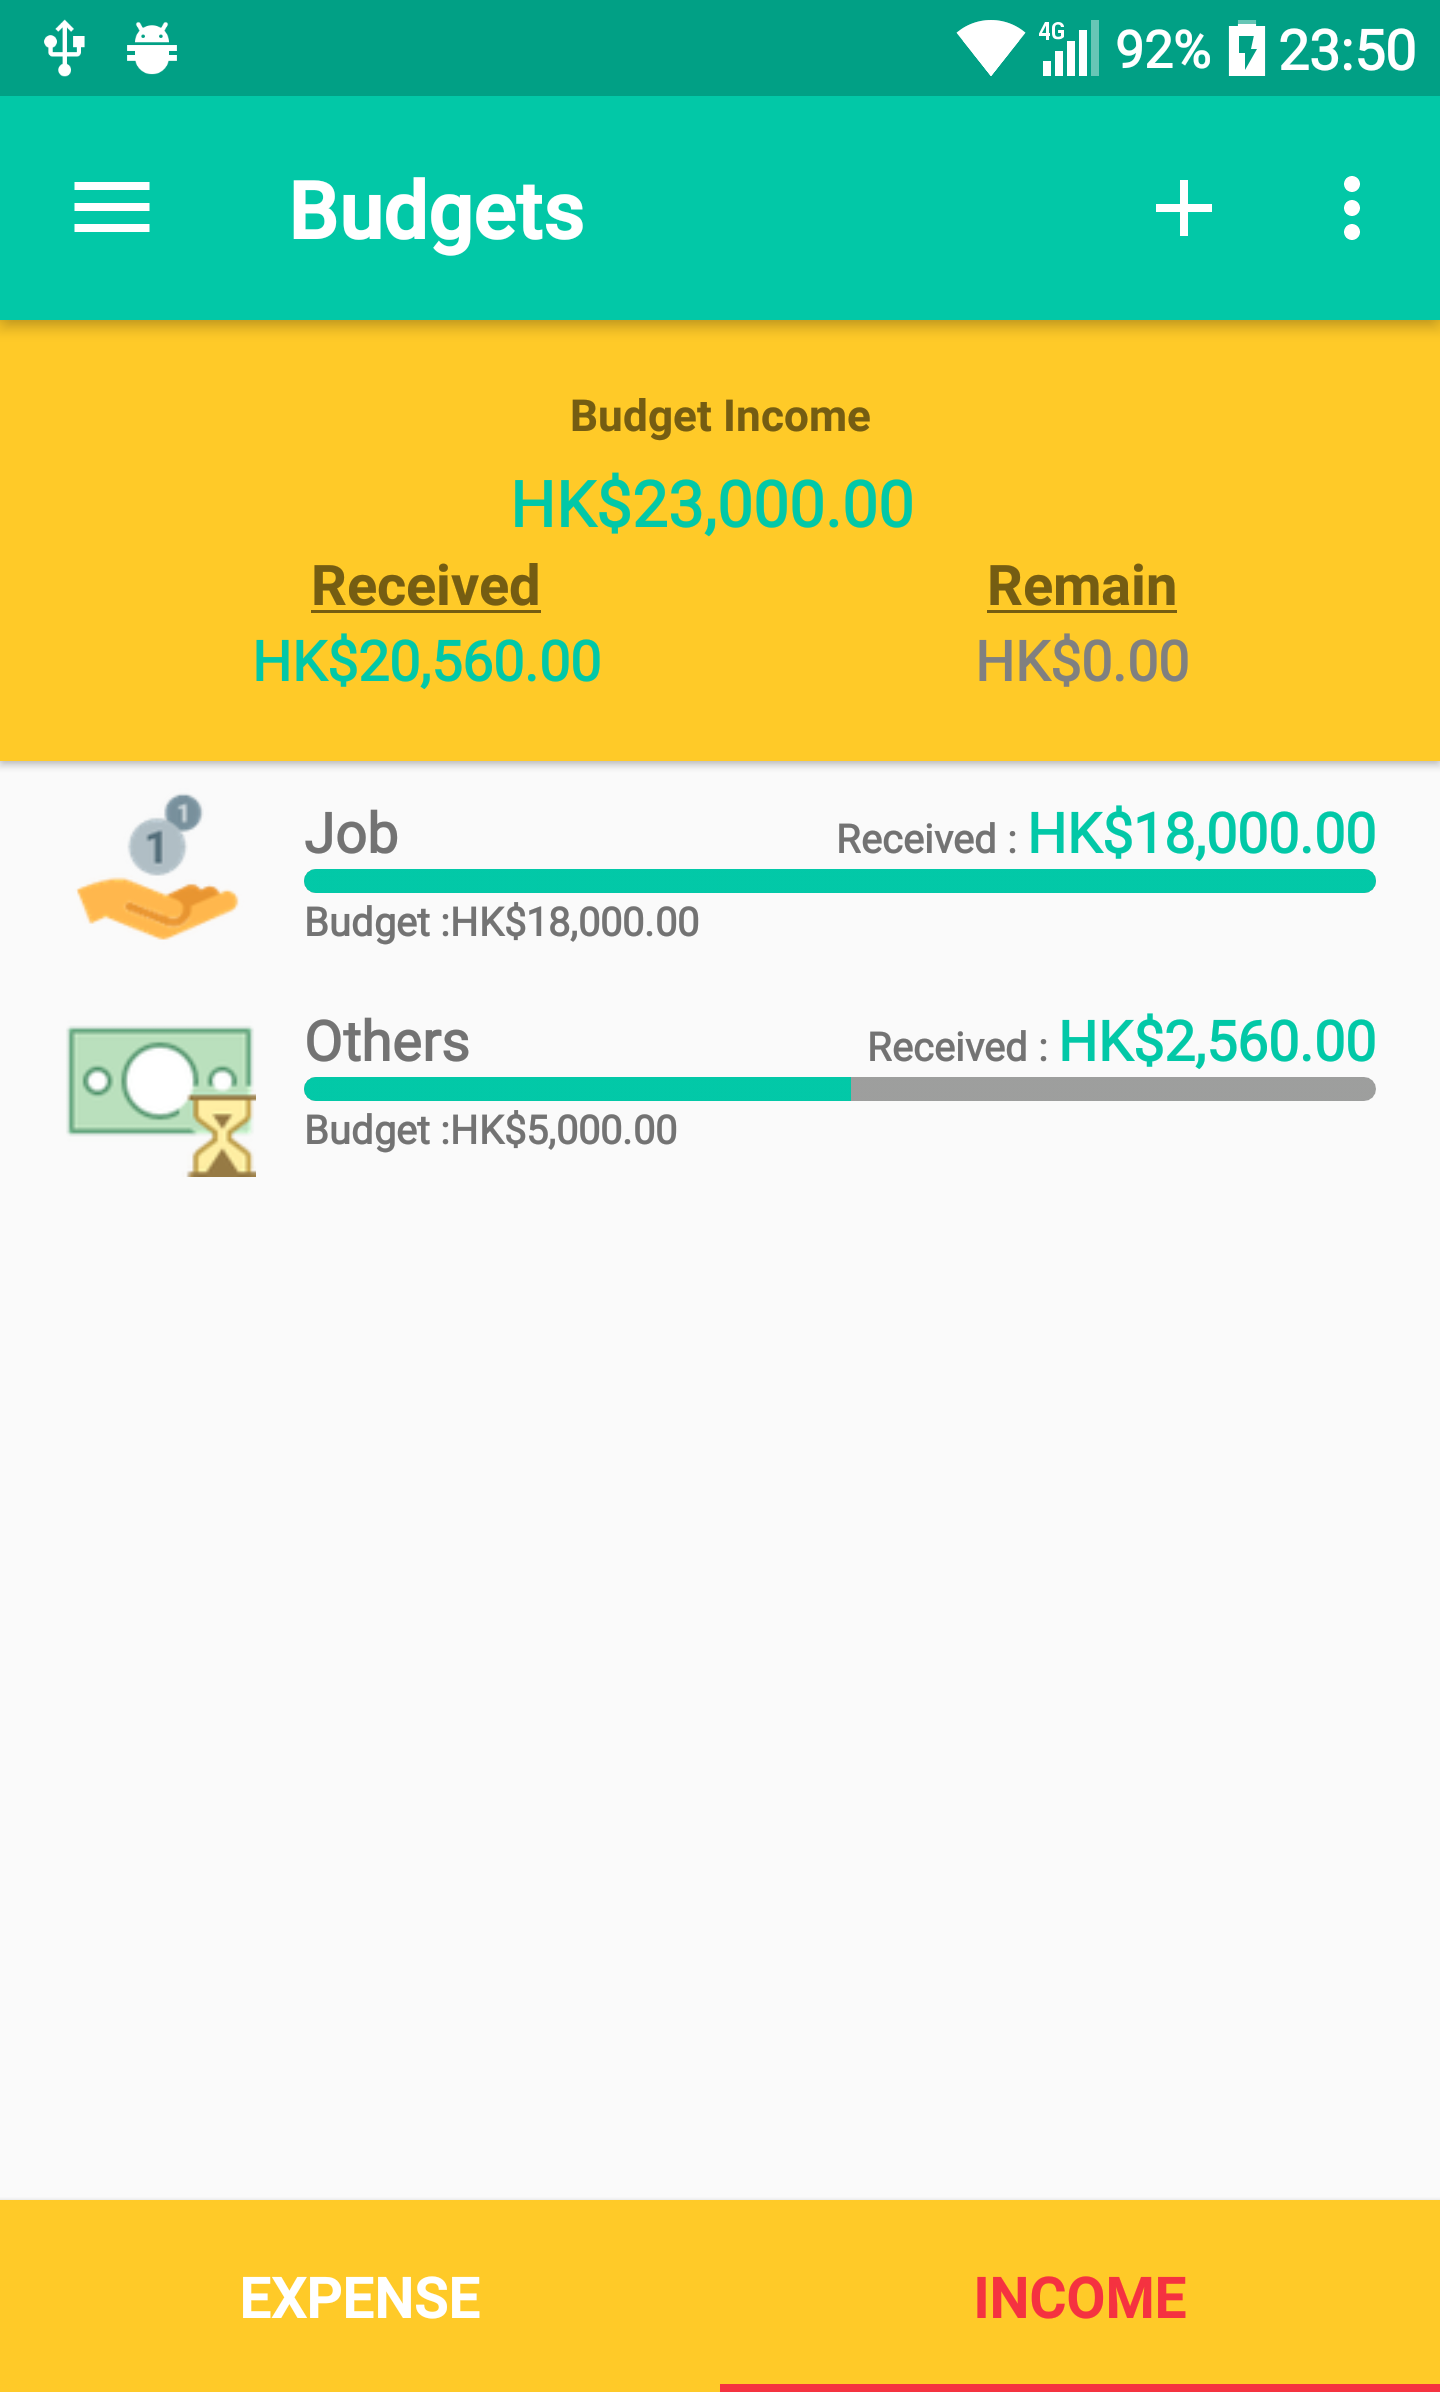 4G 92% 23:50
Budgets
Budget Income
HK$23,000.00
Received Remain
HK$20,560.00 HK$0.00
1 1
Job Received : HK$18,000.00
Budget :HK$18,000.00
Others Received : HK$2,560.00
Budget :HK$5,000.00
EXPENSE INCOME